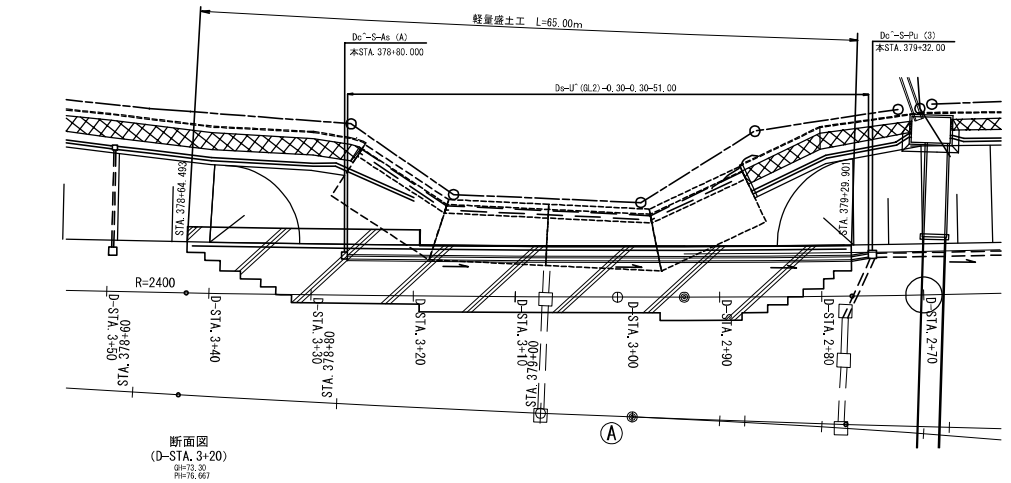 軽量盛土工 L=65.00m
Dc^-S-As (A)
本STA.378+80.000
Dc^-S-Pu (3)
本STA.379+32.00
Ds-U^(GL2)-0.30-0.30-51.00
STA.378+64.493
STA.379+29.901
R=2400
D-STA.3+50
D-STA.3+40
D-STA.3+30
D-STA.3+20
D-STA.3+10
D-STA.3+00
D-STA.2+90
D-STA.2+80
D-STA.2+70
STA.378+60
STA.378+80
STA.379+00
A
断面図
(D-STA.3+20)
GH=73.30
PH=76.667